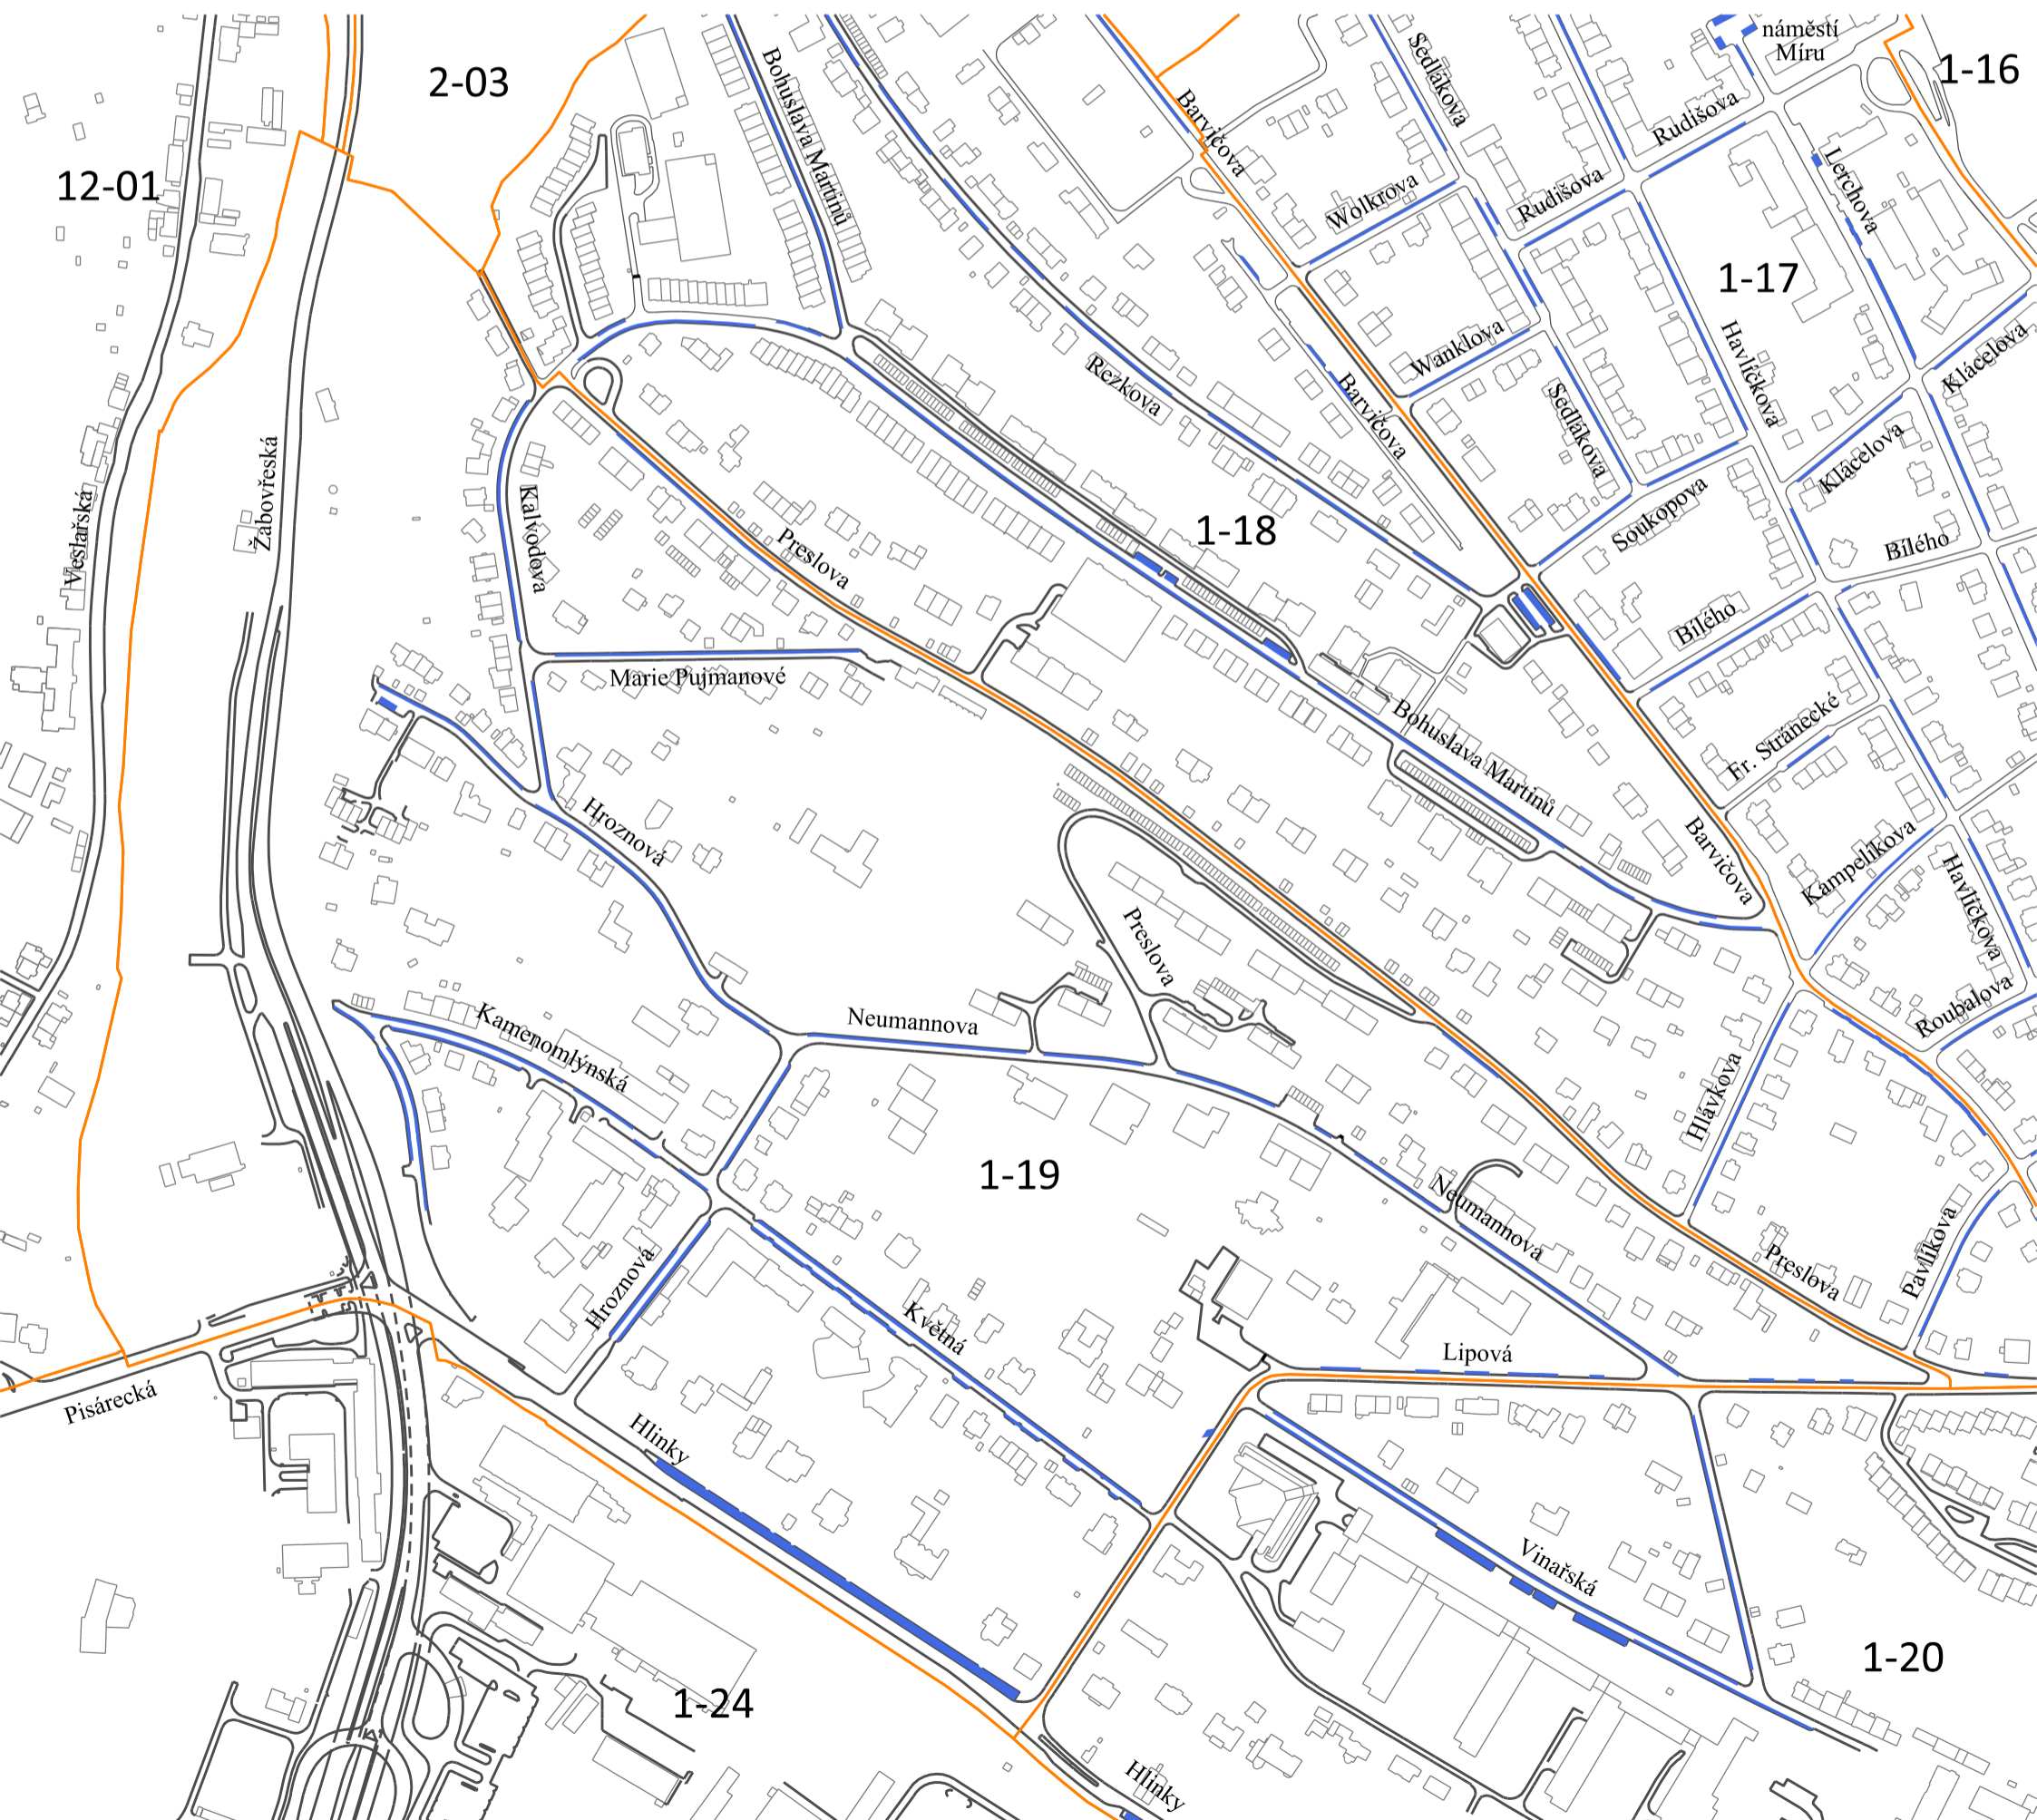 náměstí
Míru
1-16
2-03
Bohuslava Martinů
Sedlákova
Barvičova
Rudišova
12-01
Lerchova
Wolkrova
Rudišova
1-17
Klácelova
Wanklova
Havlíčkova
Rezkova
Barvičova
Sedlákova
Klácelova
Žabovřeská
Veslařská
Kalvodova
Preslova
1-18
Soukopova
Bílého
Bílého
Marie Pujmanové
Bohuslava Martinů
Fr. Stránecké
Hroznová
Barvičova
Kampelíkova
Havlíčkova
Preslova
Roubalova
Kamenomlýnská
Neumannova
Hlávkova
1-19
Neumannova
Preslova
Pavlíkova
Hroznová
Květná
Lipová
Pisárecká
Hlinky
Vinařská
1-20
1-24
Hlinky